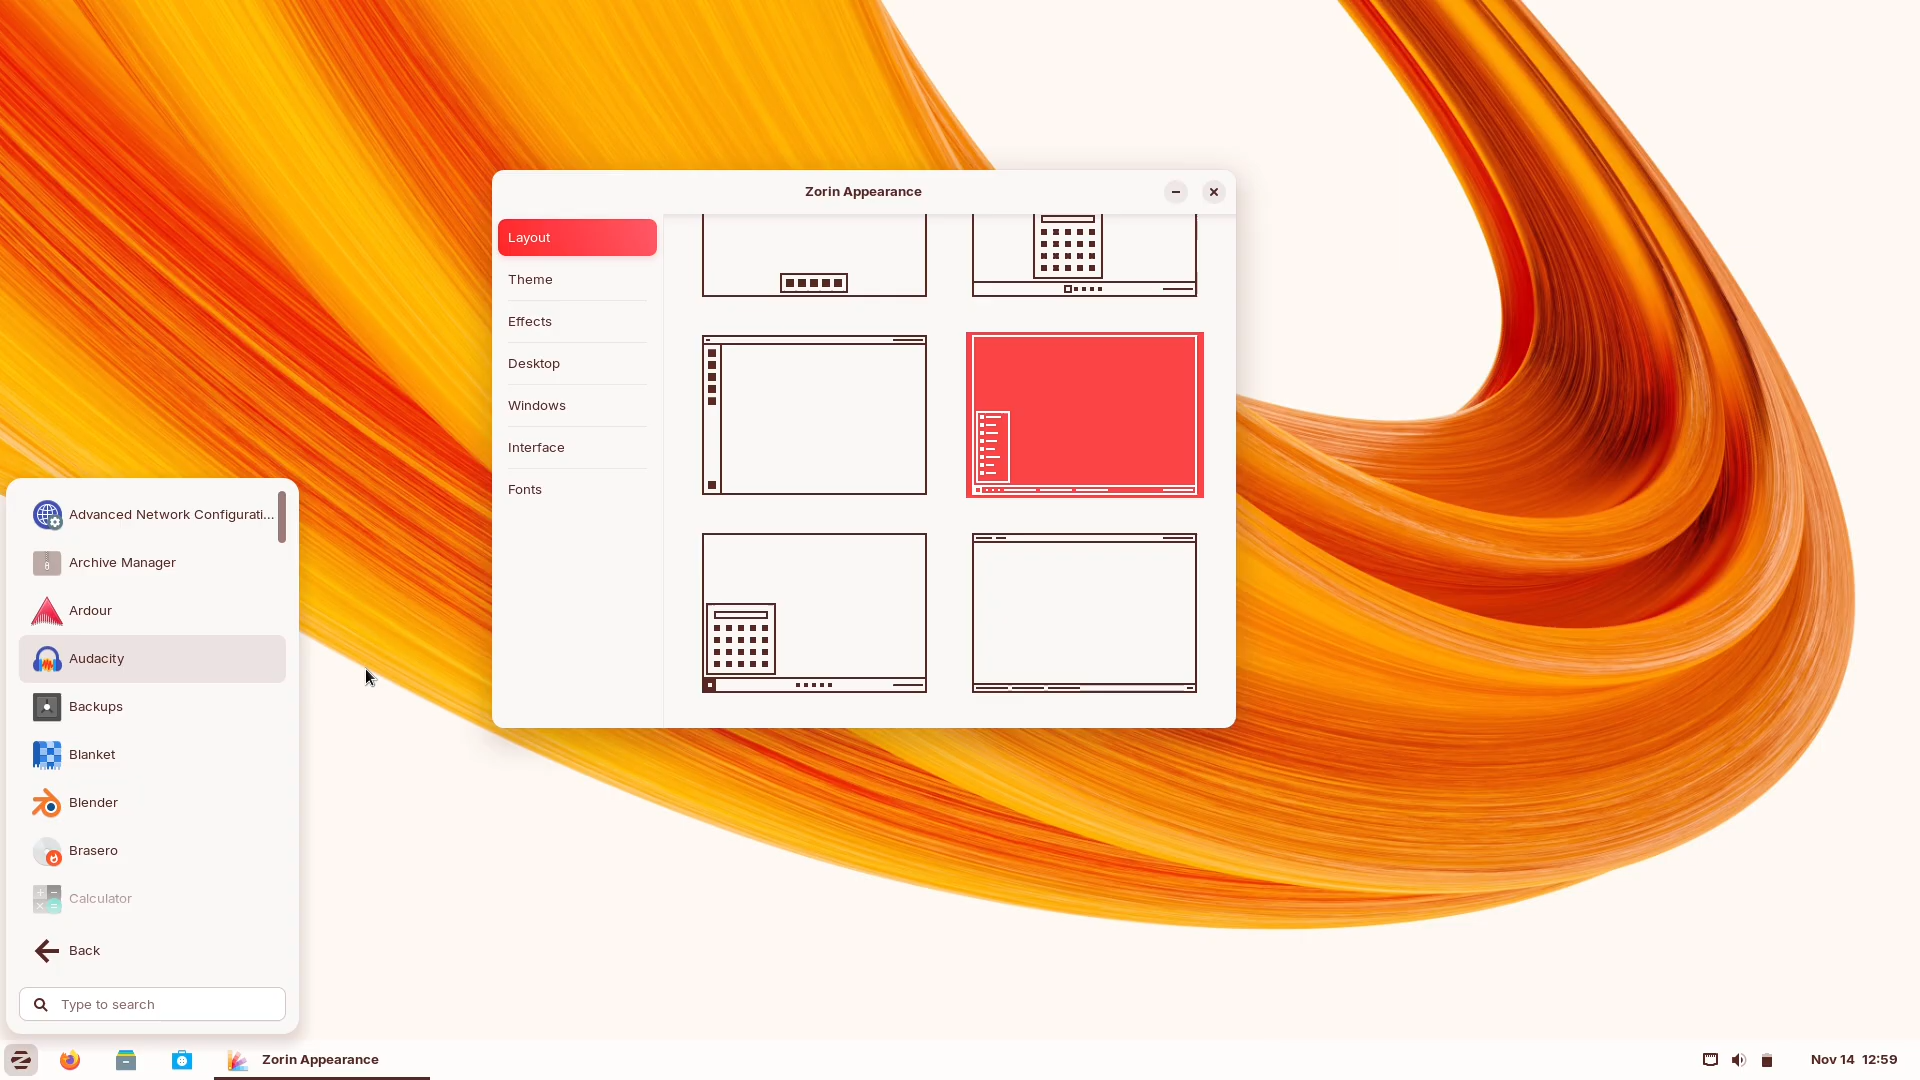 Zorin Appearance
Layout
Theme
Effects
Desktop
Windows
Interface
Fonts
Advanced Network Configurati...
Archive Manager
Ardour
Audacity
Backups
Blanket
Blender
Brasero
Calculator
Back
Type to search
Zorin Appearance
Nov 14 12:59